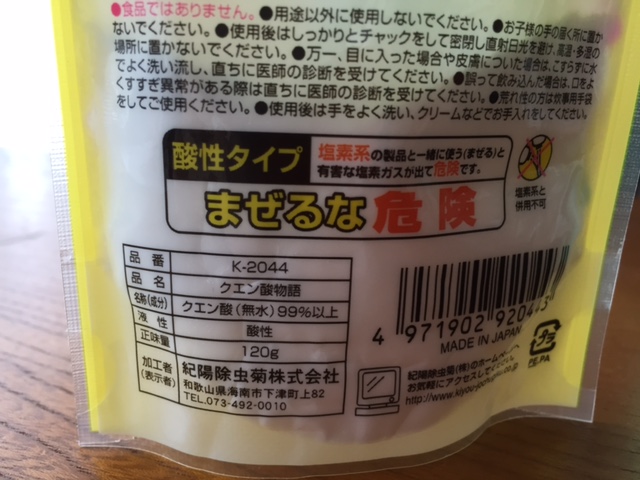 ●食品ではありません。●用途以外に使用しないでください。●お子様の手の届く所に置か
ないでください。●使用後はしっかりとチャックをして密閉し直射日光を避け、高温・多湿の
場所に置かないでください。●万一、目に入った場合や皮膚についた場合は、こすらずに水
でよく洗い流し、直ちに医師の診断を受けてください。●誤って飲み込んだ場合は、口をよ
くすすぎ異常がある際は直ちに医師の診断を受けてください。●荒れ性の方は炊事用手袋
をしてご使用ください。●使用後は手をよく洗い、クリームなどでお手入れをしてください。
酸性タイプ
塩素系の製品と一緒に使う(まぜる)と
有害な塩素ガスが出て危険です。
まぜるな危険
塩素系と
併用不可
品番 K-2044
品名 クエン酸物語
名称(成分) クエン酸(無水)99%以上
液性 酸性
正味量 120g
加工者(表示者) 紀陽除虫菊株式会社
和歌山県海南市下津町上82
TEL.073-492-0010
4 971902 920443
MADE IN JAPAN
プラ
PE,PA
紀陽除虫菊(株)のホームページへ
お気軽にアクセスしてください
http://www.kiyou-jochugiku.co.jp